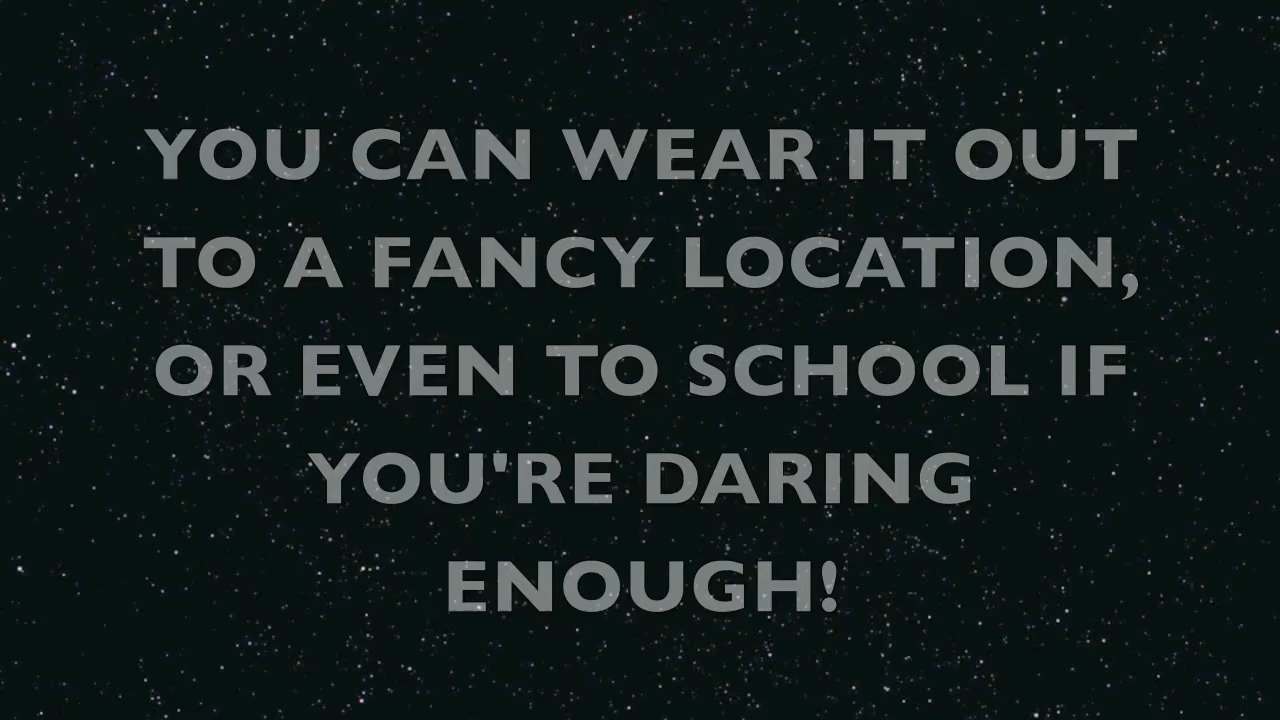 YOU CAN WEAR IT OUT
TO A FANCY LOCATION,
OR EVEN TO SCHOOL IF
YOU'RE DARING
ENOUGH!